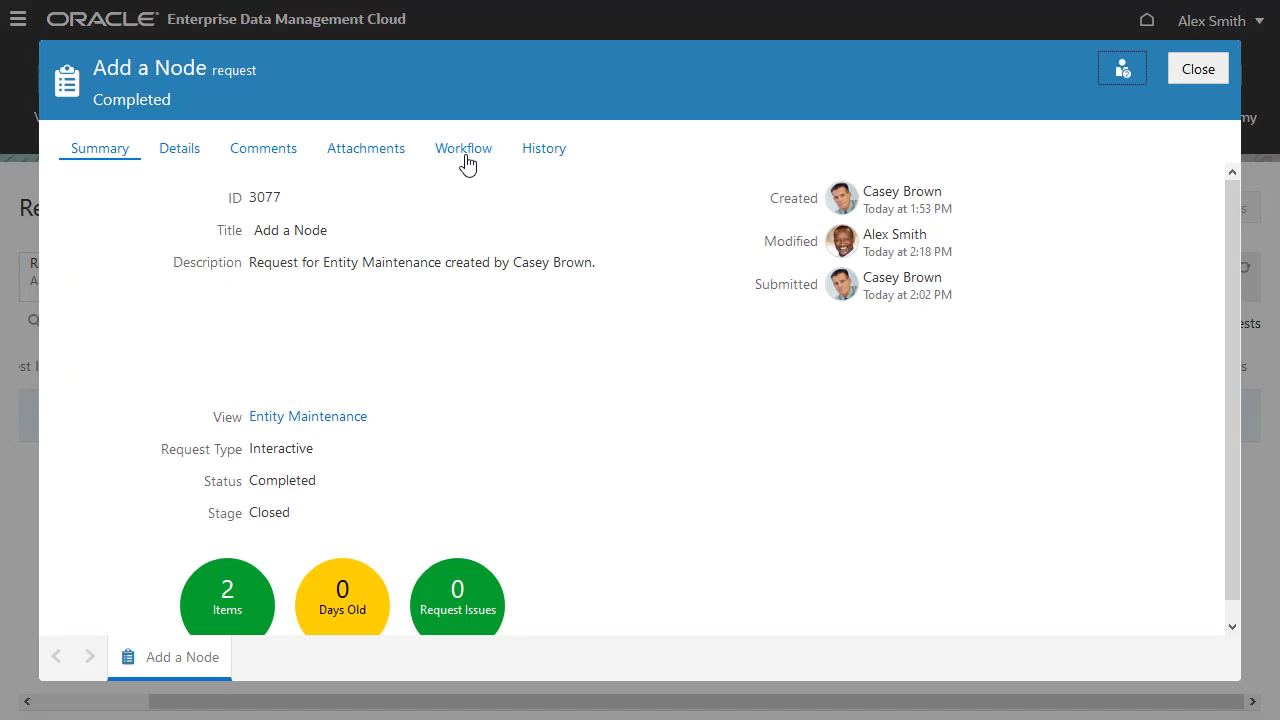 ORACLE® Enterprise Data Management Cloud
Alex Smith
Add a Node request
Completed
Close
Summary
Details
Comments
Attachments
Workflow
History
ID 3077
Title Add a Node
Description Request for Entity Maintenance created by Casey Brown.
Created Casey Brown
Today at 1:53 PM
Modified Alex Smith
Today at 2:18 PM
Submitted Casey Brown
Today at 2:02 PM
View Entity Maintenance
Request Type Interactive
Status Completed
Stage Closed
2
Items
0
Days Old
0
Request Issues
Add a Node